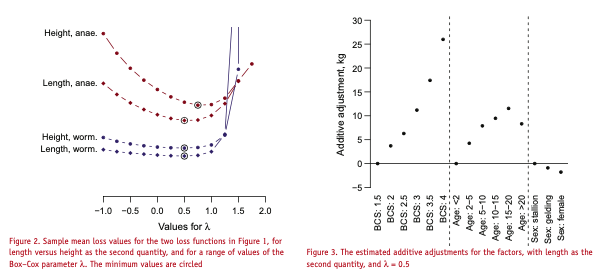 Height, anae.
Length, anae.
Height, worm.
Length, worm.
−1.0 −0.5 0.0 0.5 1.0 1.5 2.0
Values for λ
Figure 2. Sample mean loss values for the two loss functions in Figure 1, for
length versus height as the second quantity, and for a range of values of the
Box–Cox parameter λ. The minimum values are circled
Additive adjustment, kg
30
25
20
15
10
5
0
−5
BCS: 1.5
BCS: 2
BCS: 2.5
BCS: 3
BCS: 3.5
BCS: 4
Age: <2
Age: 2–5
Age: 5–10
Age: 10–15
Age: 15–20
Age: >20
Sex: stallion
Sex: gelding
Sex: female
Figure 3. The estimated additive adjustments for the factors, with length as the
second quantity, and λ = 0.5